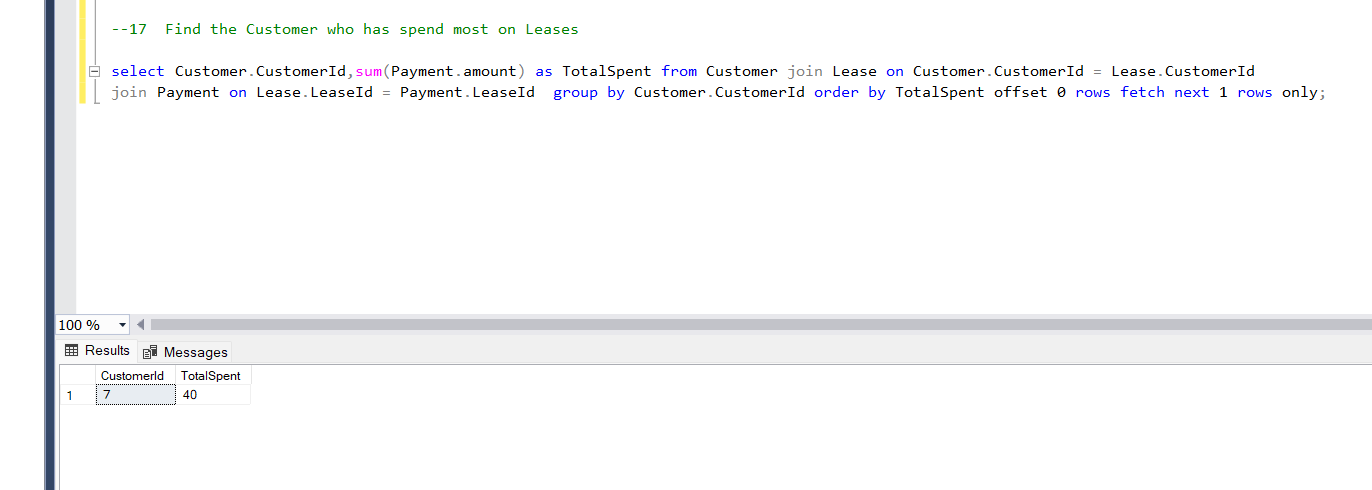 --17  Find the Customer who has spend most on Leases
select Customer.CustomerId,sum(Payment.amount) as TotalSpent from Customer join Lease on Customer.CustomerId = Lease.CustomerId
join Payment on Lease.LeaseId = Payment.LeaseId  group by Customer.CustomerId order by TotalSpent offset 0 rows fetch next 1 rows only;
100 %
Results Messages
CustomerId TotalSpent
1 7 40